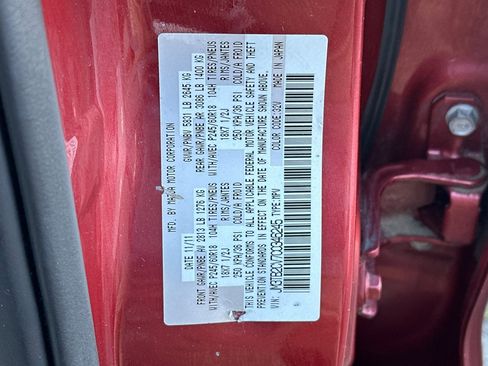 MFD. BY MAZDA MOTOR CORPORATION
DATE: 11/11 GVWR/PNBV 5831 LB 2645 KG
FRONT GAWR/PNBE AV 2813 LB 1276 KG REAR GAWR/PNBE AR 3086 LB 1400 KG
WITH/AVEC P245/60R18 104H TIRES/PNEUS WITH/AVEC P245/60R18 104H TIRES/PNEUS
18X7 1/2J RIMS/JANTES 18X7 1/2J RIMS/JANTES
250 KPA/36 PSI COLD/A FROID 250 KPA/36 PSI COLD/A FROID
THIS VEHICLE CONFORMS TO ALL APPLICABLE FEDERAL MOTOR VEHICLE SAFETY AND THEFT
PREVENTION STANDARDS IN EFFECT ON THE DATE OF MANUFACTURE SHOWN ABOVE.
VIN: TYPE:MPV COLOR CODE:32V MADE IN JAPAN